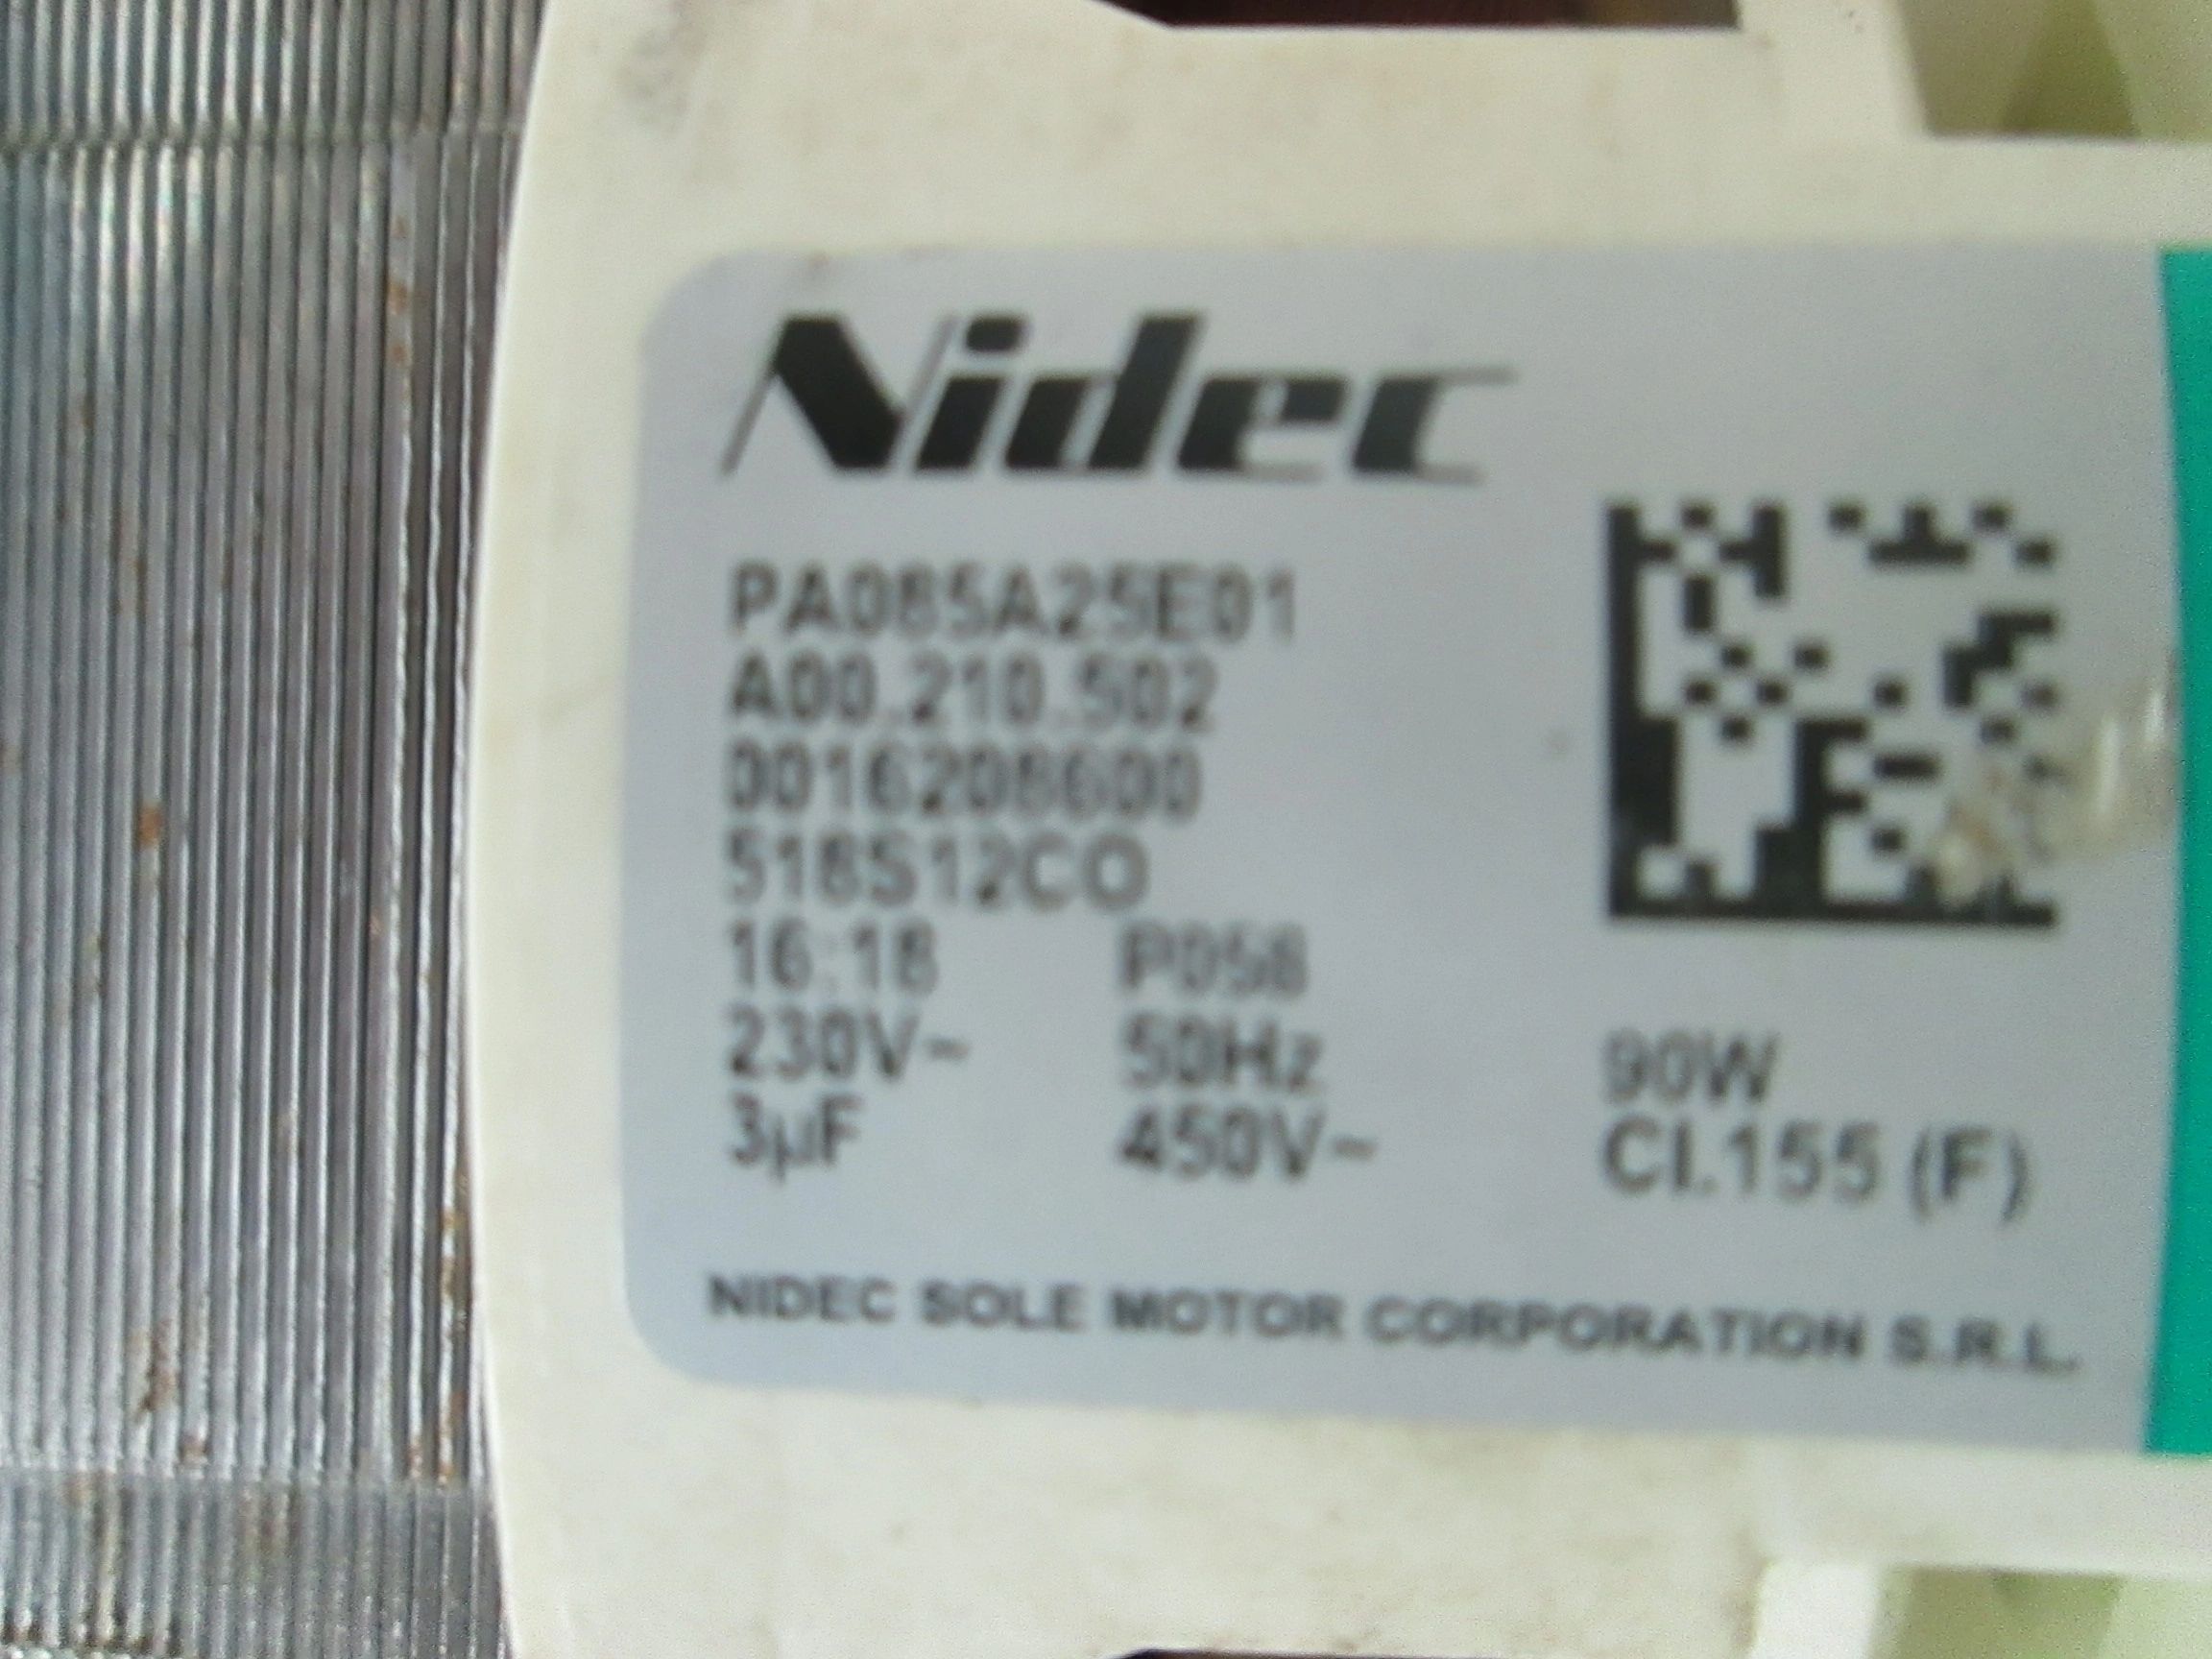 Nidec
PA085A25E01
A00.210.502
0016208600
518S12CO
16:18 P058
230V~ 50Hz 90W
3µF 450V~ Cl.155 (F)
NIDEC SOLE MOTOR CORPORATION S.R.L.